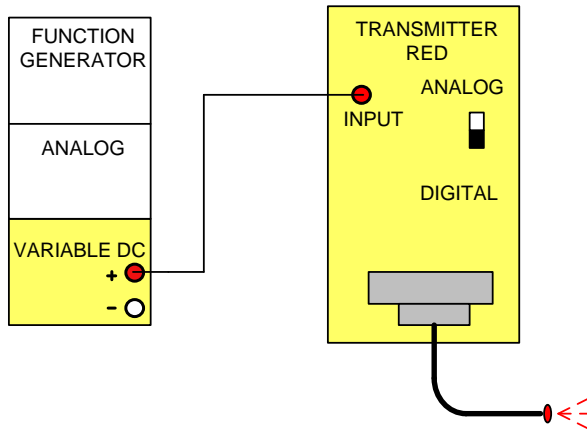 FUNCTION
GENERATOR
ANALOG
VARIABLE DC
+
-
TRANSMITTER
RED
ANALOG
INPUT
DIGITAL